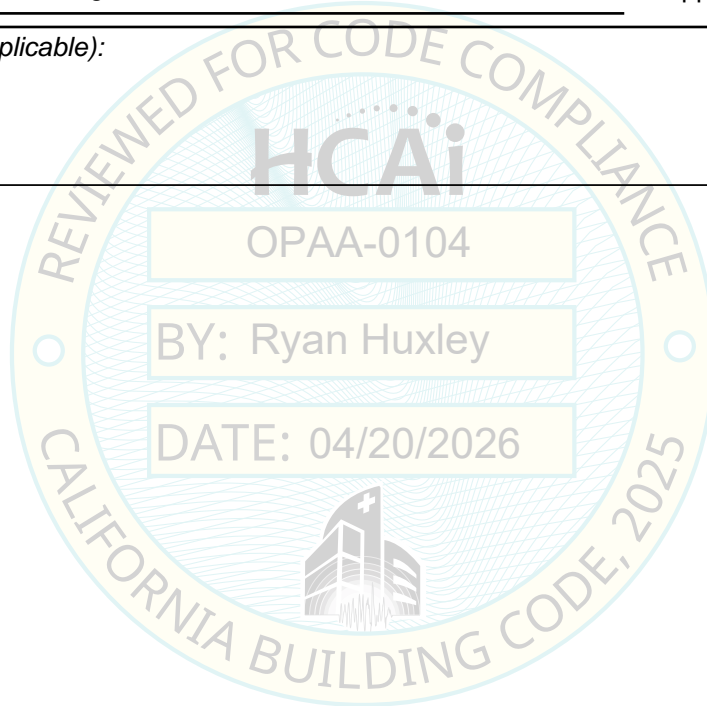 plicable):
REVIEWED FOR CODE COMPLIANCE
HCAi
OPAA-0104
BY: Ryan Huxley
DATE: 04/20/2026
CALIFORNIA BUILDING CODE, 2025